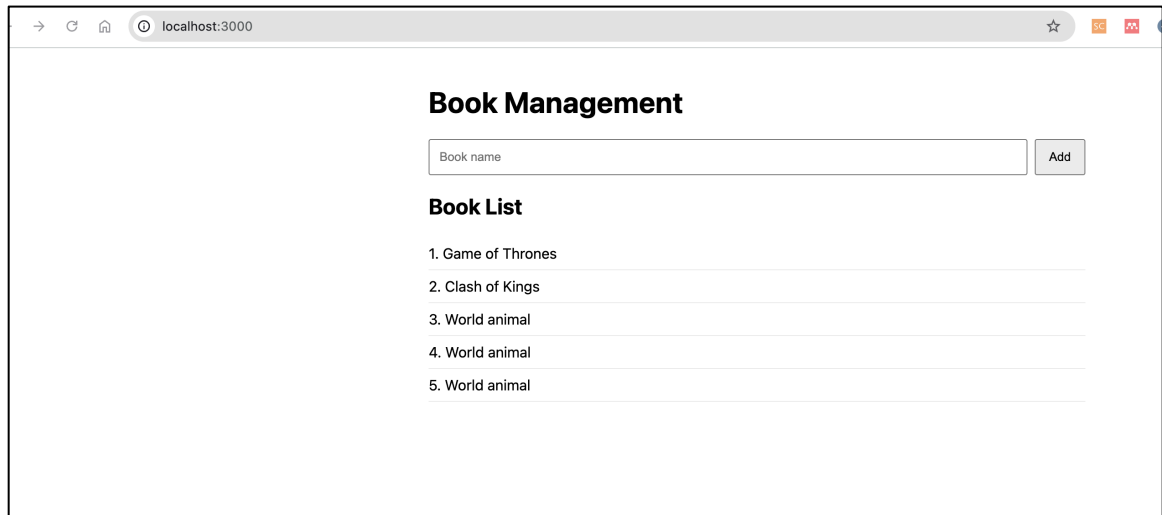 localhost:3000
SC
Book Management
Book name
Add
Book List
1. Game of Thrones
2. Clash of Kings
3. World animal
4. World animal
5. World animal